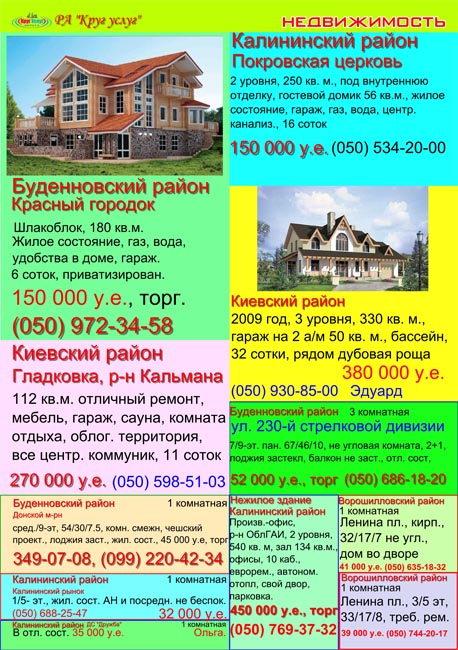 РА "Круг услуг"
НЕДВИЖИМОСТЬ
Калининский район
Покровская церковь
2 уровня, 250 кв. м., под внутреннюю
отделку, гостевой домик 56 кв.м., жилое
состояние, гараж, газ, вода, центр.
канализ., 16 соток
150 000 у.е. (050) 534-20-00
Буденновский район
Красный городок
Шлакоблок, 180 кв.м.
Жилое состояние, газ, вода,
удобства в доме, гараж.
6 соток, приватизирован.
150 000 у.е., торг.
(050) 972-34-58
Киевский район
2009 год, 3 уровня, 330 кв. м.,
гараж на 2 а/м 50 кв. м., бассейн,
32 сотки, рядом дубовая роща
380 000 у.е.
(050) 930-85-00 Эдуард
Киевский район
Гладковка, р-н Кальмана
112 кв.м. отличный ремонт,
мебель, гараж, сауна, комната
отдыха, облог. территория,
все центр. коммуник, 11 соток
270 000 у.е. (050) 598-51-03
Буденновский район 3 комнатная
ул. 230-й стрелковой дивизии
7/9-эт. пан. 67/46/10, не угловая комната, 2+1,
лоджия застекл, балкон не заст., отл. сост,
52 000 у.е., торг (050) 686-18-20
Буденновский район 1 комнатная
Донской м-рн
сред./9-эт, 54/30/7.5, комн. смежн, чешский
проект., лоджия заст., жил. сост., 45 000 у.е, торг
349-07-08, (099) 220-42-34
Калининский район 1 комнатная
Калининский рынок
1/5- эт., жил. сост. АН и посредн. не беспок.
(050) 688-25-47 32 000 у.е.
Калининский район ДС "Дружба" 1 комнатная
В отл. сост. 35 000 у.е. Ольга.
Нежилое здание
Калининский район
Произв.-офис,
р-н ОблГАИ, 2 уровня,
540 кв. м, зал 134 кв.м.,
офисы, 10 каб.,
еврорем., автоном.
отопл, свой двор,
парковка.
450 000 у.е., торг
(050) 769-37-32
Ворошилловский район
1 комнатная
Ленина пл., кирп.,
32/17/7 не угл.,
дом во дворе
41 000 у.е. (050) 635-18-32
Ворошилловский район
1 комнатная
Ленина пл., 3/5 эт,
33/17/8, треб. рем.
39 000 у.е. (050) 744-20-17